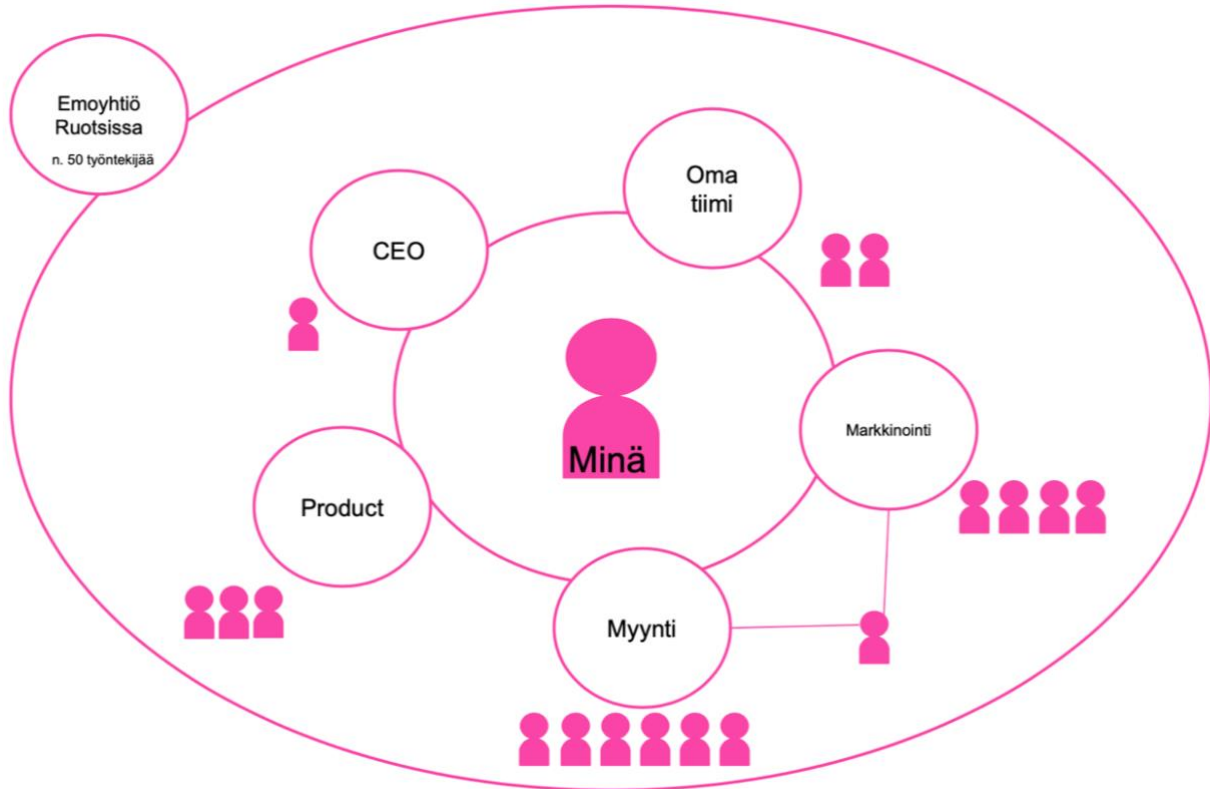 Emoyhtiö
Ruotsissa
n. 50 työntekijää
Oma
tiimi
CEO
Minä
Markkinointi
Product
Myynti